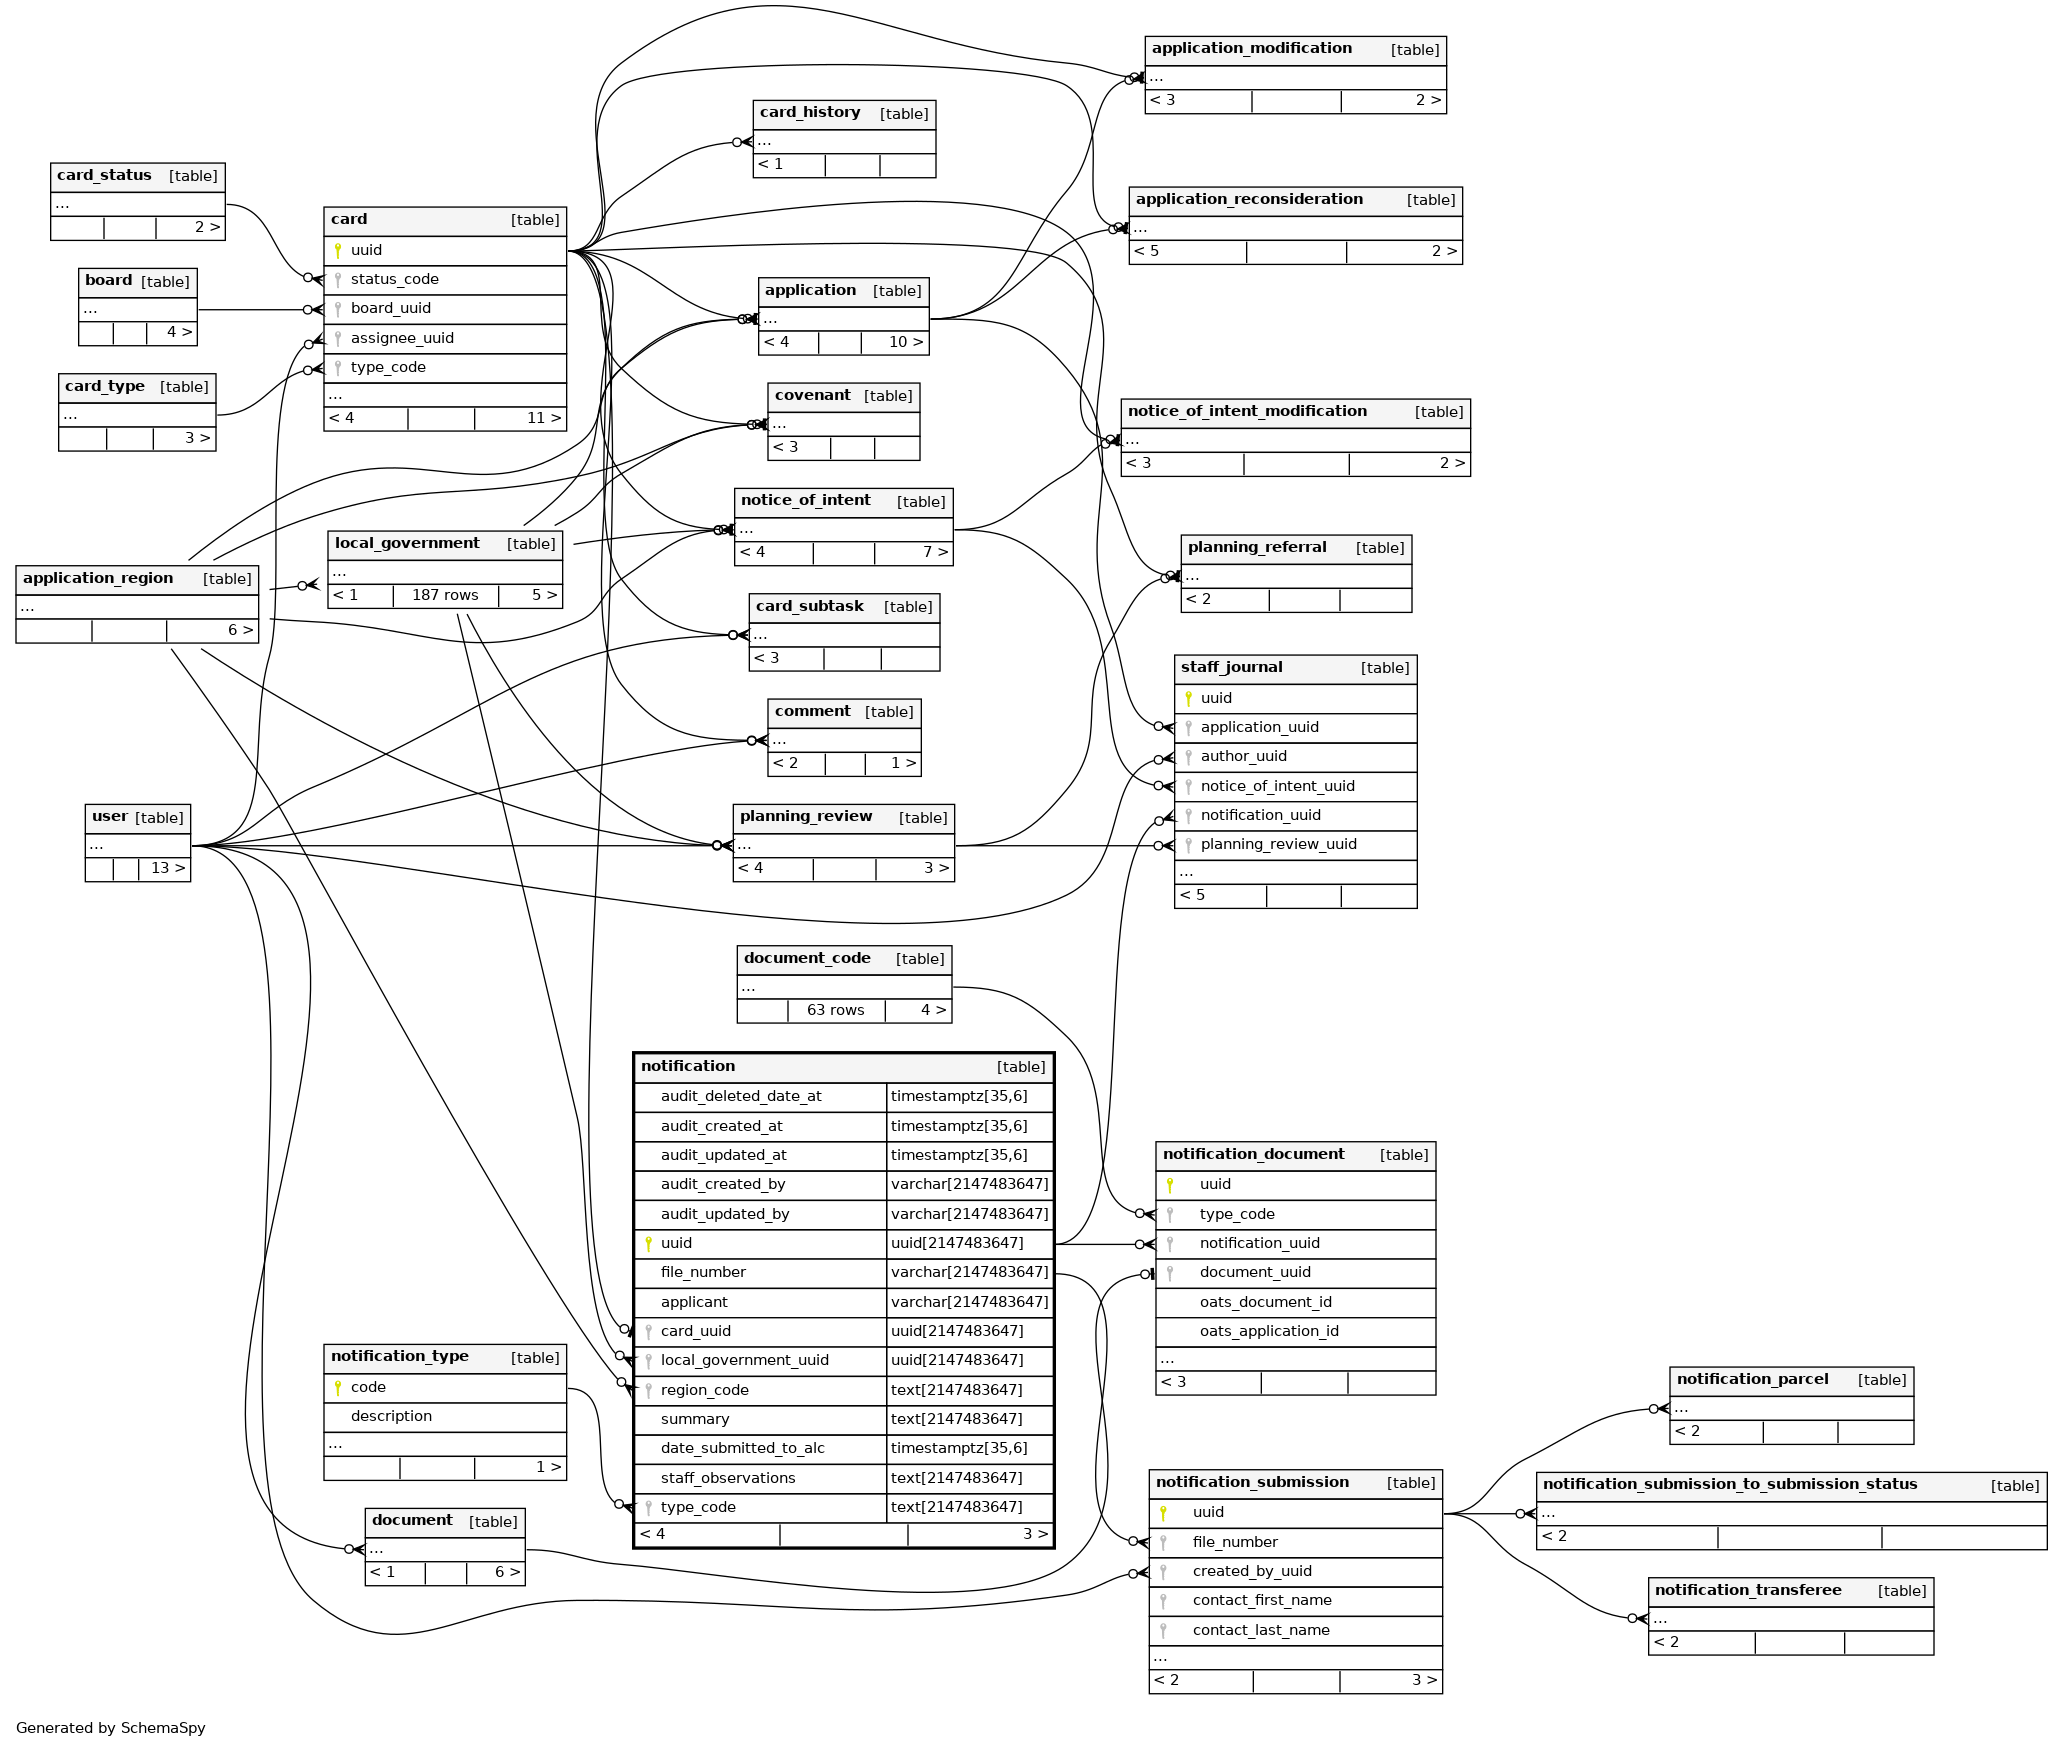 application_modification [table]
...
< 3 2 >
card_history [table]
...
< 1
card_status [table]
...
2 >
application_reconsideration [table]
...
< 5 2 >
card [table]
uuid
status_code
board_uuid
assignee_uuid
type_code
...
< 4 11 >
board [table]
...
4 >
application [table]
...
< 4 10 >
card_type [table]
...
3 >
covenant [table]
...
< 3
notice_of_intent_modification [table]
...
< 3 2 >
notice_of_intent [table]
...
< 4 7 >
local_government [table]
...
< 1 187 rows 5 >
planning_referral [table]
...
< 2
application_region [table]
...
6 >
card_subtask [table]
...
< 3
staff_journal [table]
uuid
application_uuid
author_uuid
notice_of_intent_uuid
notification_uuid
planning_review_uuid
...
< 5
comment [table]
...
< 2 1 >
user [table]
...
13 >
planning_review [table]
...
< 4 3 >
document_code [table]
...
63 rows 4 >
notification [table]
audit_deleted_date_at timestamptz[35,6]
audit_created_at timestamptz[35,6]
audit_updated_at timestamptz[35,6]
audit_created_by varchar[2147483647]
audit_updated_by varchar[2147483647]
uuid uuid[2147483647]
file_number varchar[2147483647]
applicant varchar[2147483647]
card_uuid uuid[2147483647]
local_government_uuid uuid[2147483647]
region_code text[2147483647]
summary text[2147483647]
date_submitted_to_alc timestamptz[35,6]
staff_observations text[2147483647]
type_code text[2147483647]
< 4 3 >
notification_document [table]
uuid
type_code
notification_uuid
document_uuid
oats_document_id
oats_application_id
...
< 3
notification_type [table]
code
description
...
1 >
notification_parcel [table]
...
< 2
notification_submission [table]
uuid
file_number
created_by_uuid
contact_first_name
contact_last_name
...
< 2 3 >
notification_submission_to_submission_status [table]
...
< 2
document [table]
...
< 1 6 >
notification_transferee [table]
...
< 2
Generated by SchemaSpy